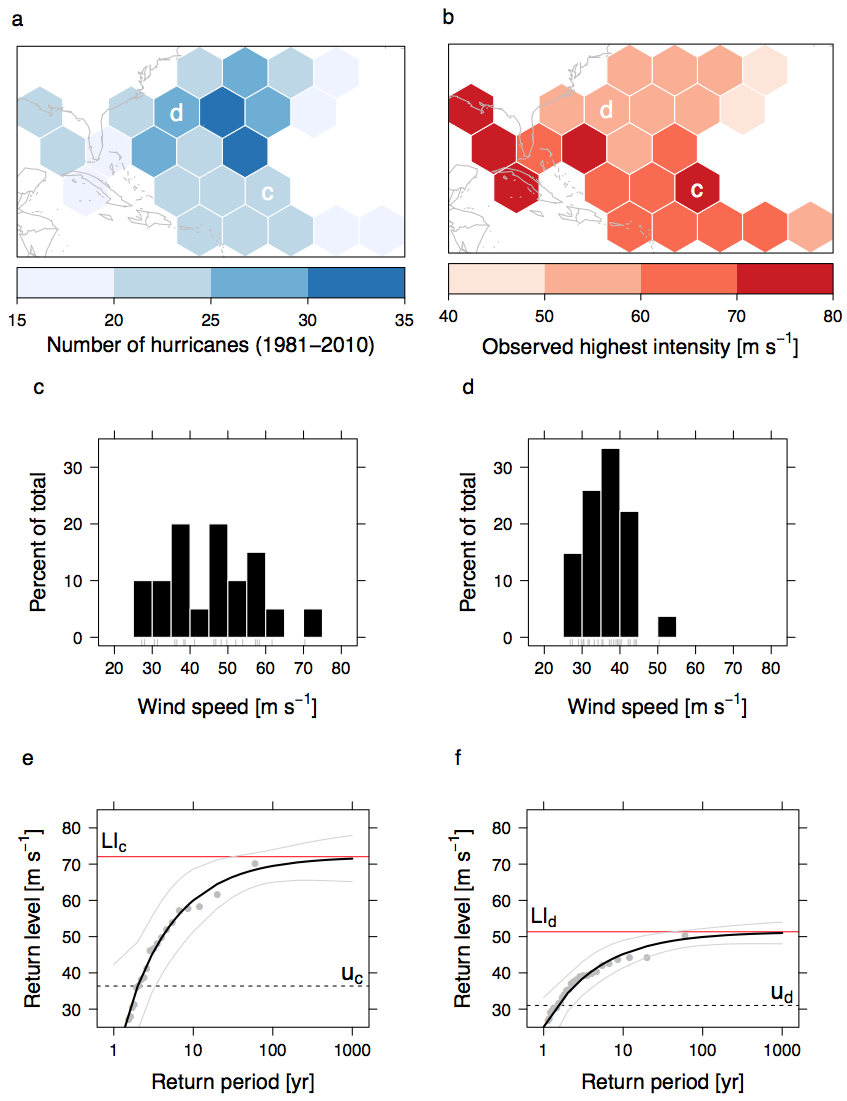 a
b
d
c
d
c
15 20 25 30 35
40 50 60 70 80
Number of hurricanes (1981−2010)
Observed highest intensity [m s⁻¹]
c
d
Percent of total
30
20
10
0
20 30 40 50 60 70 80
Wind speed [m s⁻¹]
Percent of total
30
20
10
0
20 30 40 50 60 70 80
Wind speed [m s⁻¹]
e
f
Return level [m s⁻¹]
80
70
60
50
40
30
LIc
uc
1 10 100 1000
Return period [yr]
Return level [m s⁻¹]
80
70
60
50
40
30
LId
ud
1 10 100 1000
Return period [yr]